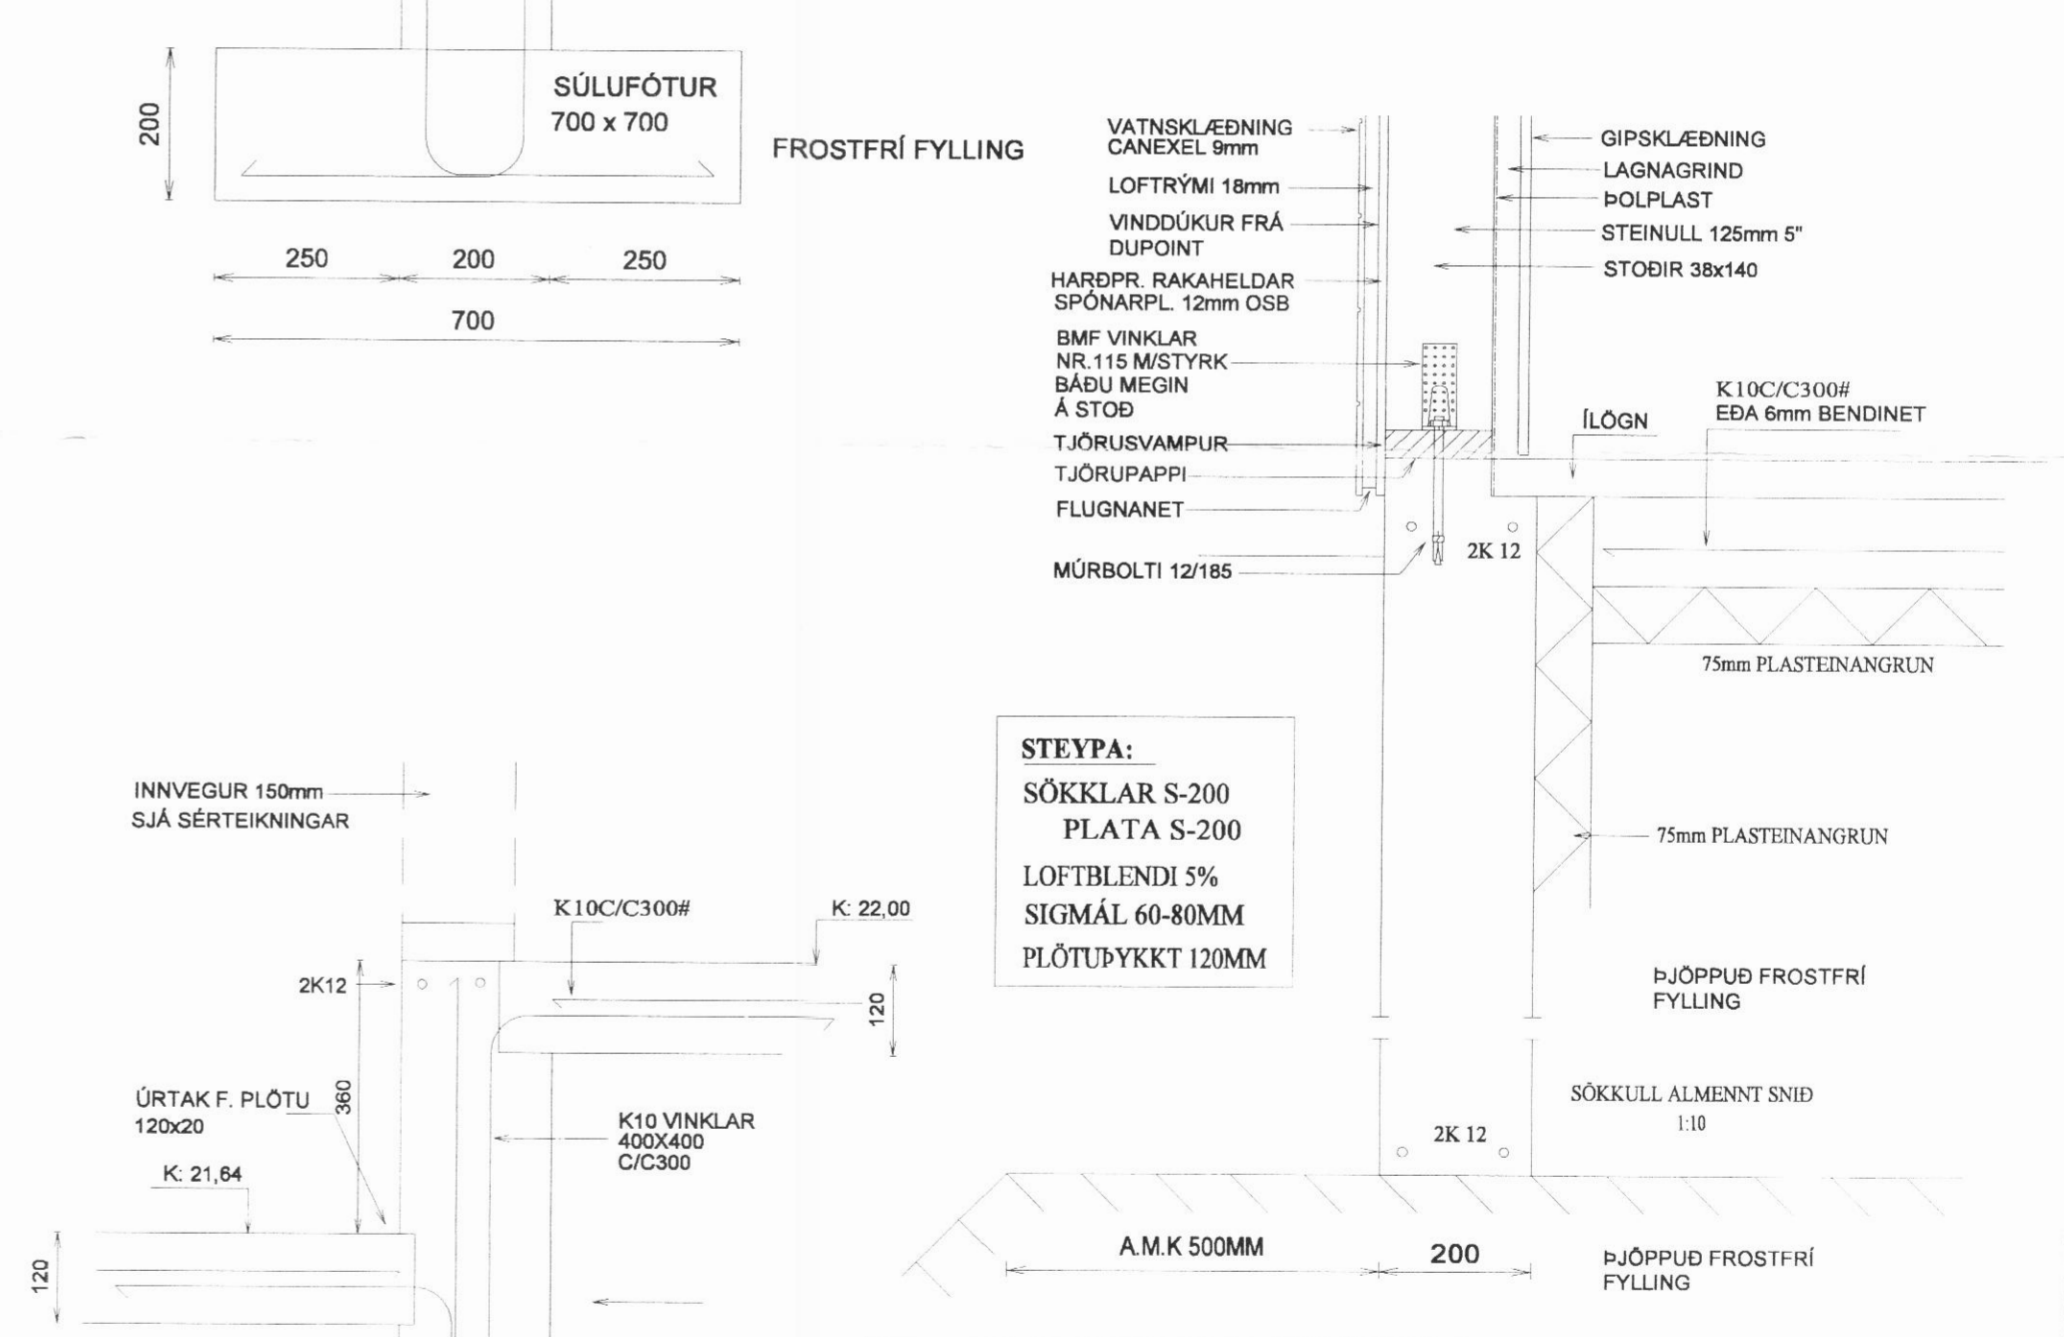 SÚLUFÓTUR
700 x 700
200
FROSTFRÍ FYLLING
250
200
250
700
VATNSKLÆÐNING
CANEXEL 9mm
LOFTRÝMI 18mm
VINDDÚKUR FRÁ
DUPOINT
HARÐPR. RAKAHELDAR
SPÓNARPL. 12mm OSB
BMF VINKLAR
NR.115 M/STYRK
BÁÐU MEGIN
Á STOÐ
TJÖRUSVAMPUR
TJÖRUPAPPI
FLUGNANET
MÚRBOLTI 12/185
GIPSKLÆÐNING
LAGNAGRIND
ÞOLPLAST
STEINULL 125mm 5"
STOÐIR 38x140
K10C/C300#
EÐA 6mm BENDINET
ÍLÖGN
2K 12
75mm PLASTEINANGRUN
75mm PLASTEINANGRUN
STEYPA:
SÖKKLAR S-200
PLATA S-200
LOFTBLENDI 5%
SIGMÁL 60-80MM
PLÖTUÞYKKT 120MM
ÞJÖPPUÐ FROSTFRÍ
FYLLING
SÖKKULL ALMENNT SNIÐ
1:10
2K 12
A.M.K 500MM
200
ÞJÖPPUÐ FROSTFRÍ
FYLLING
INNVEGUR 150mm
SJÁ SÉRTEIKNINGAR
K10C/C300#
K: 22,00
2K12
120
360
ÚRTAK F. PLÖTU
120x20
K: 21,64
K10 VINKLAR
400X400
C/C300
120